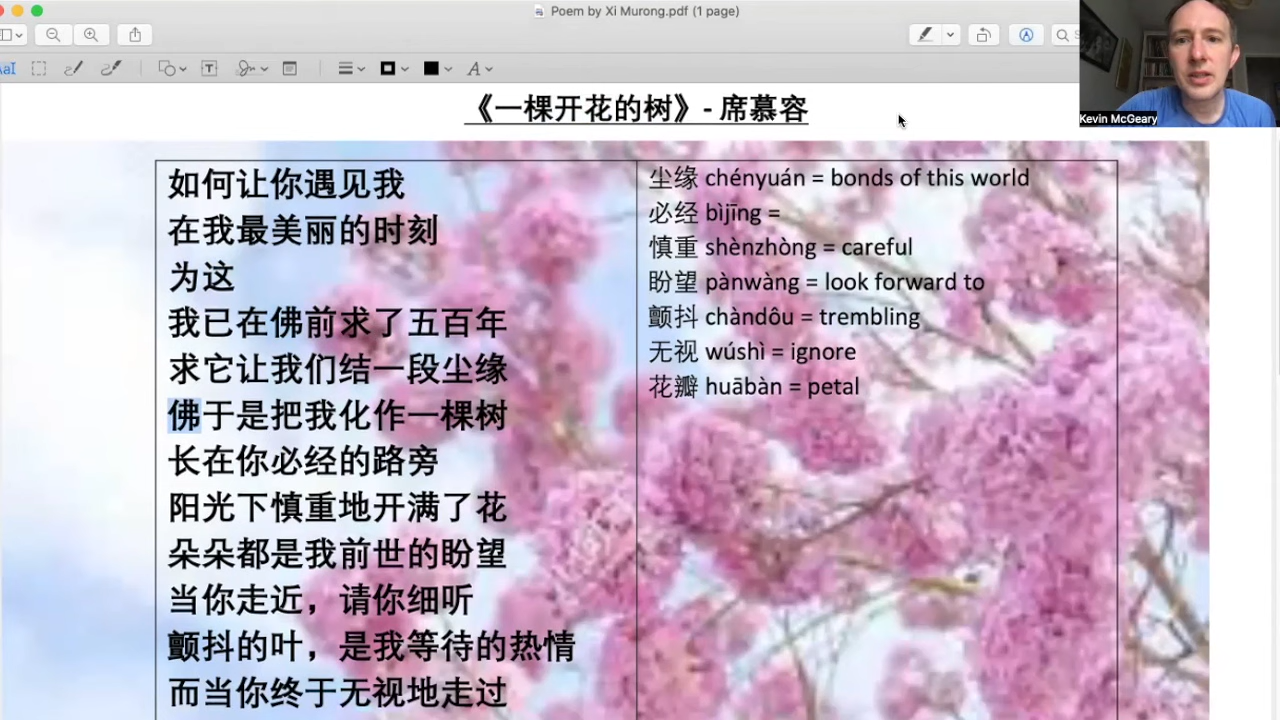 Poem by Xi Murong.pdf (1 page)
Kevin McGeary
《一棵开花的树》- 席慕容
如何让你遇见我
在我最美丽的时刻
为这
我已在佛前求了五百年
求它让我们结一段尘缘
佛于是把我化作一棵树
长在你必经的路旁
阳光下慎重地开满了花
朵朵都是我前世的盼望
当你走近，请你细听
颤抖的叶，是我等待的热情
而当你终于无视地走过
尘缘 chényuán = bonds of this world
必经 bìjīng =
慎重 shènzhòng = careful
盼望 pànwàng = look forward to
颤抖 chàndôu = trembling
无视 wúshì = ignore
花瓣 huābàn = petal